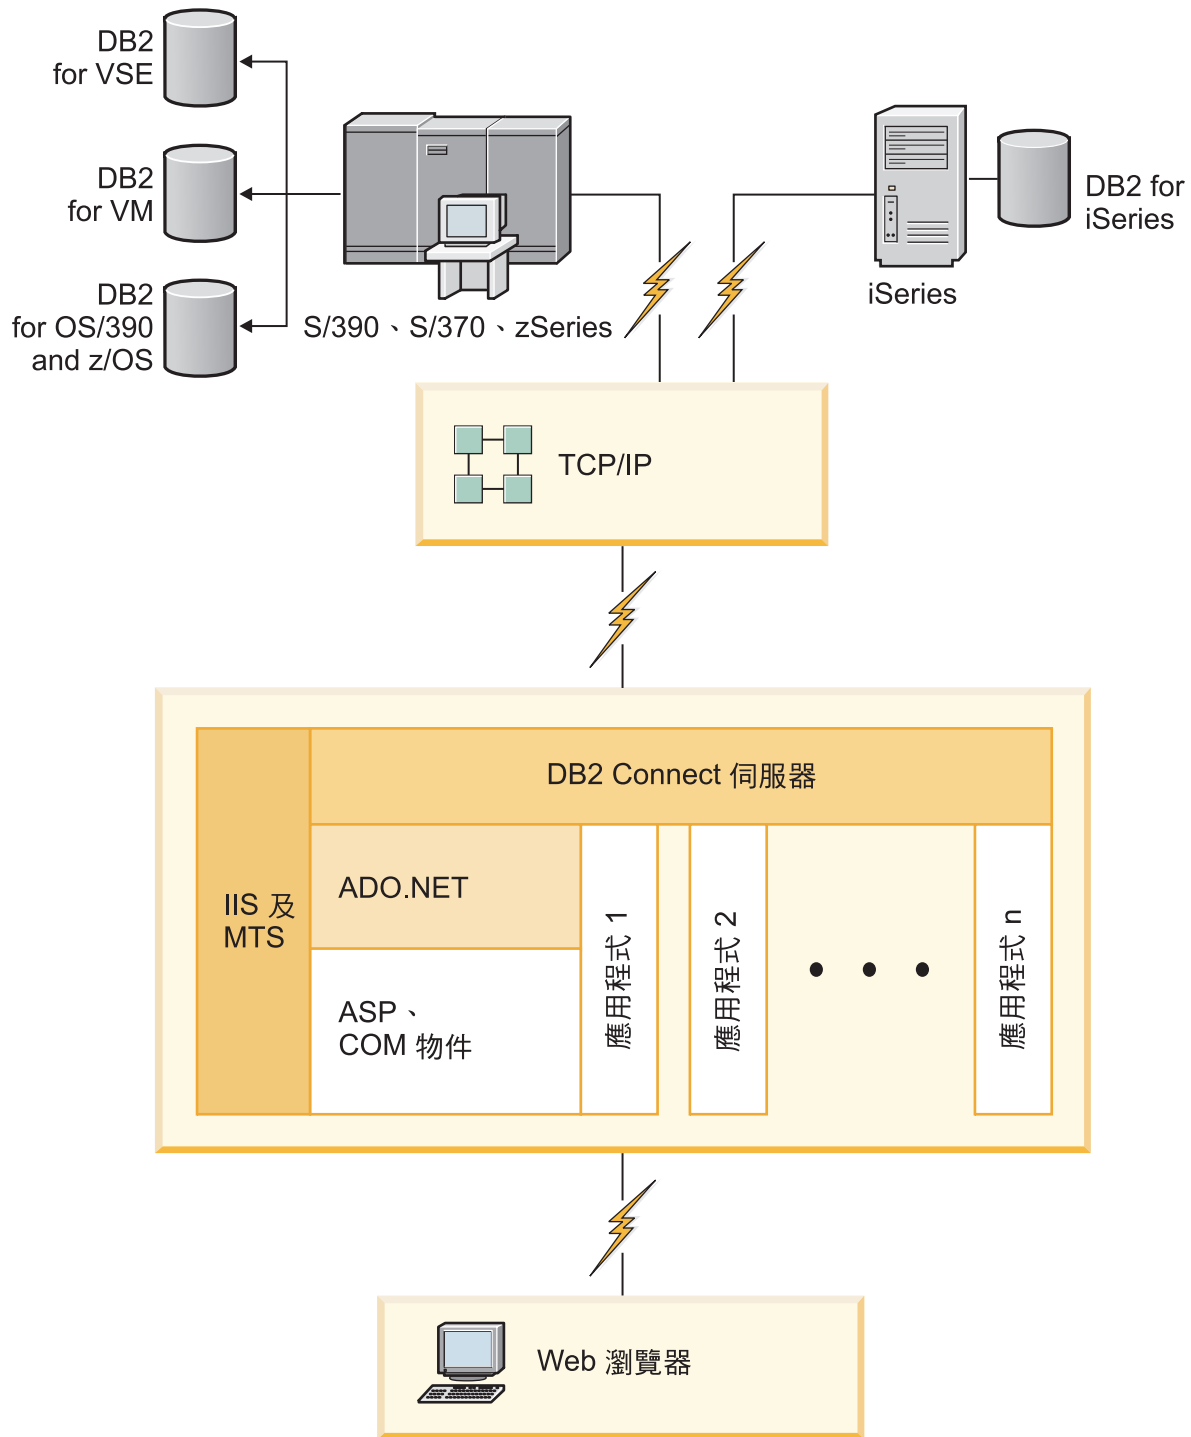 DB2
for VSE
DB2
for VM
DB2
for OS/390
and z/OS
S/390、S/370、zSeries
iSeries
DB2 for
iSeries
TCP/IP
DB2 Connect 伺服器
IIS 及
MTS
ADO.NET
ASP、
COM 物件
應用程式 1
應用程式 2
應用程式 n
Web 瀏覽器